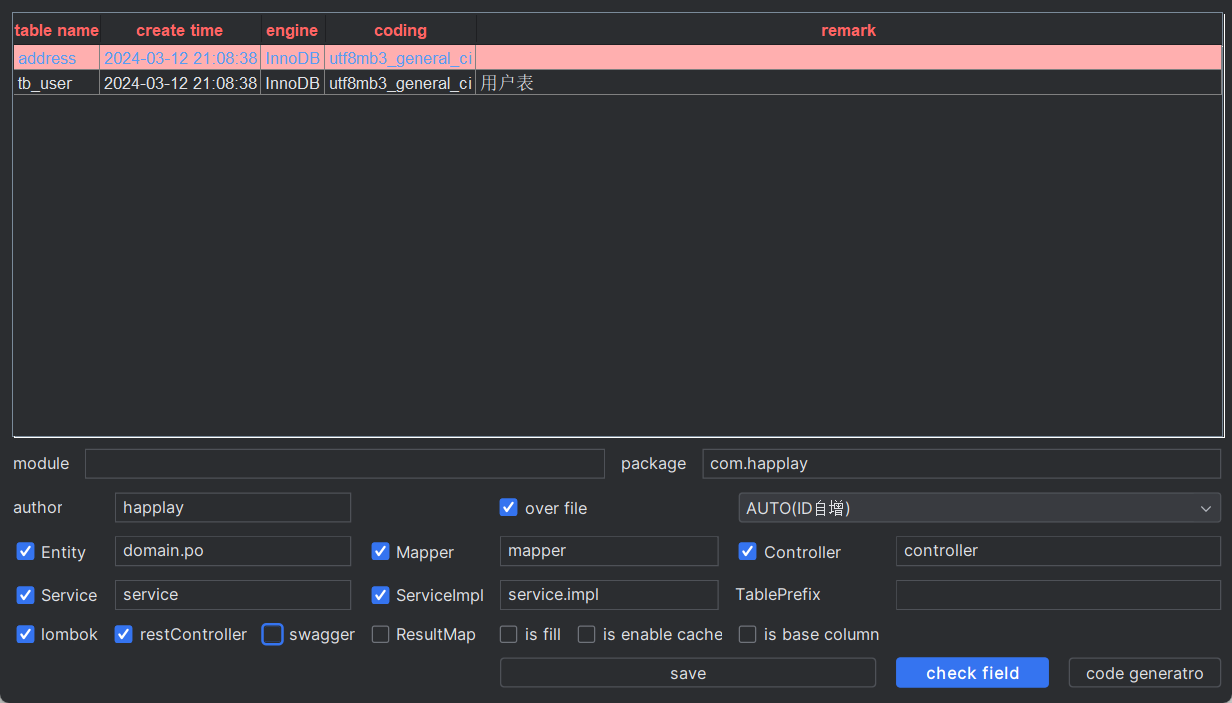 table name create time engine coding remark
address 2024-03-12 21:08:38 InnoDB utf8mb3_general_ci
tb_user 2024-03-12 21:08:38 InnoDB utf8mb3_general_ci 用户表
module package com.happlay
author happlay over file AUTO(ID自增)
Entity domain.po Mapper mapper Controller controller
Service service ServiceImpl service.impl TablePrefix
lombok restController swagger ResultMap is fill is enable cache is base column
save check field code generatro